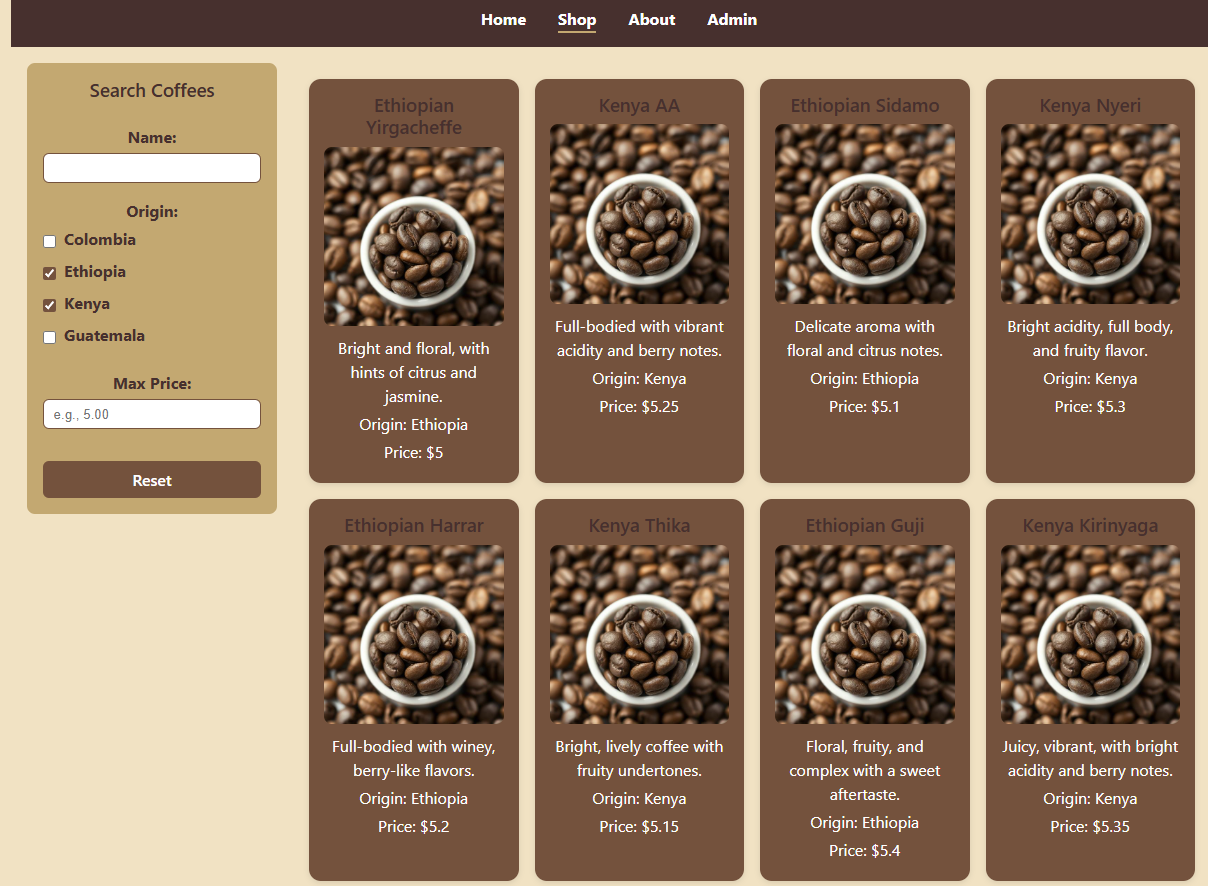 Home Shop About Admin
Search Coffees
Name:
Origin:
Colombia
Ethiopia
Kenya
Guatemala
Max Price:
e.g., 5.00
Reset
Ethiopian
Yirgacheffe
Bright and floral, with
hints of citrus and
jasmine.
Origin: Ethiopia
Price: $5
Kenya AA
Full-bodied with vibrant
acidity and berry notes.
Origin: Kenya
Price: $5.25
Ethiopian Sidamo
Delicate aroma with
floral and citrus notes.
Origin: Ethiopia
Price: $5.1
Kenya Nyeri
Bright acidity, full body,
and fruity flavor.
Origin: Kenya
Price: $5.3
Ethiopian Harrar
Full-bodied with winey,
berry-like flavors.
Origin: Ethiopia
Price: $5.2
Kenya Thika
Bright, lively coffee with
fruity undertones.
Origin: Kenya
Price: $5.15
Ethiopian Guji
Floral, fruity, and
complex with a sweet
aftertaste.
Origin: Ethiopia
Price: $5.4
Kenya Kirinyaga
Juicy, vibrant, with bright
acidity and berry notes.
Origin: Kenya
Price: $5.35